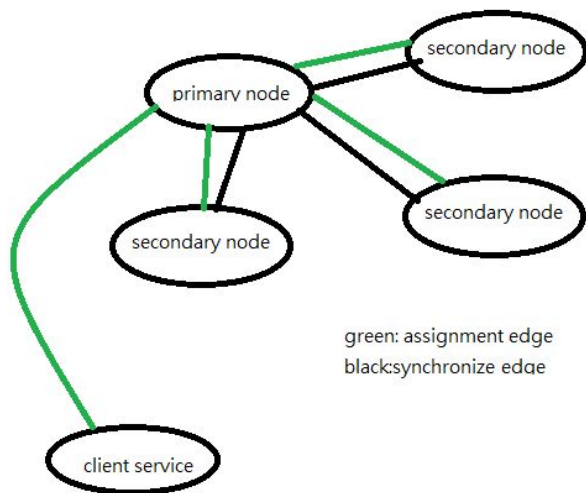 secondary node
primary node
secondary node
secondary node
green: assignment edge
black:synchronize edge
client service